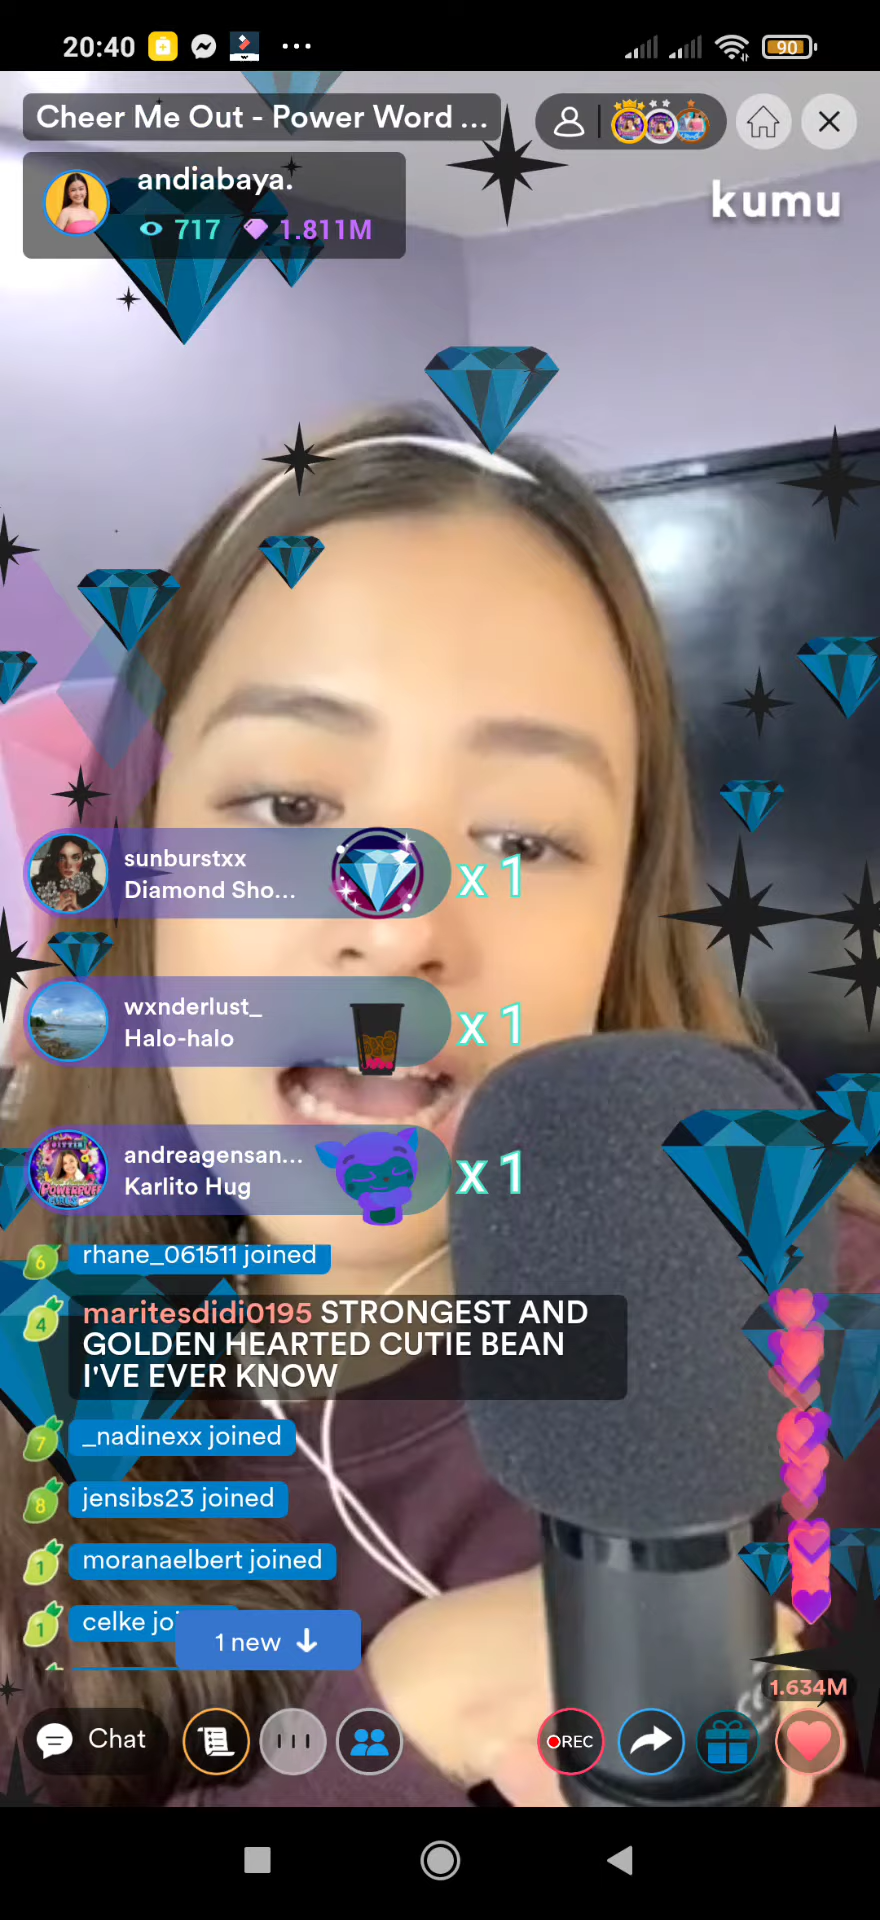 20:40
90
Cheer Me Out - Power Word ...
andiabaya.
717 1.811M
kumu
sunburstxx
Diamond Sho...
x 1
wxnderlust_
Halo-halo
x 1
andreagensan...
Karlito Hug
x 1
6 rhane_061511 joined
4 maritesdidi0195 STRONGEST AND
GOLDEN HEARTED CUTIE BEAN
I'VE EVER KNOW
7 _nadinexx joined
8 jensibs23 joined
1 moranaelbert joined
1 celke joi
1 new
1.634M
Chat
REC